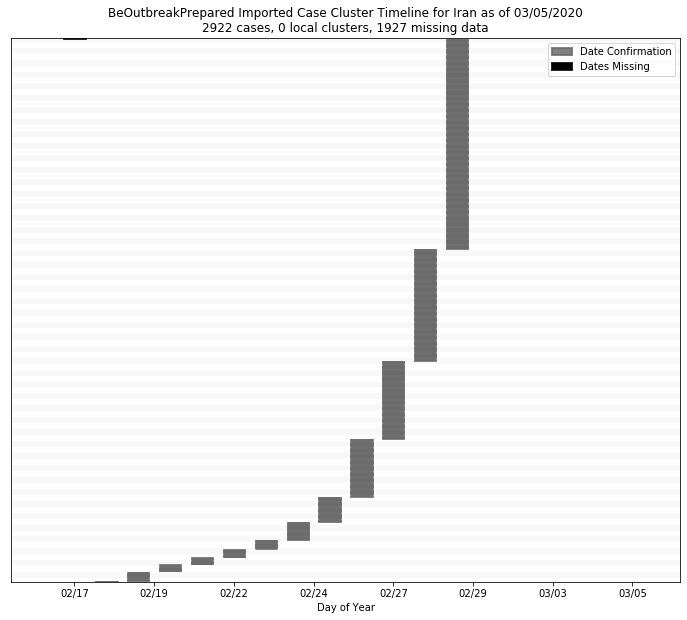 BeOutbreakPrepared Imported Case Cluster Timeline for Iran as of 03/05/2020
2922 cases, 0 local clusters, 1927 missing data
Date Confirmation
Dates Missing
02/17 02/19 02/22 02/24 02/27 02/29 03/03 03/05
Day of Year